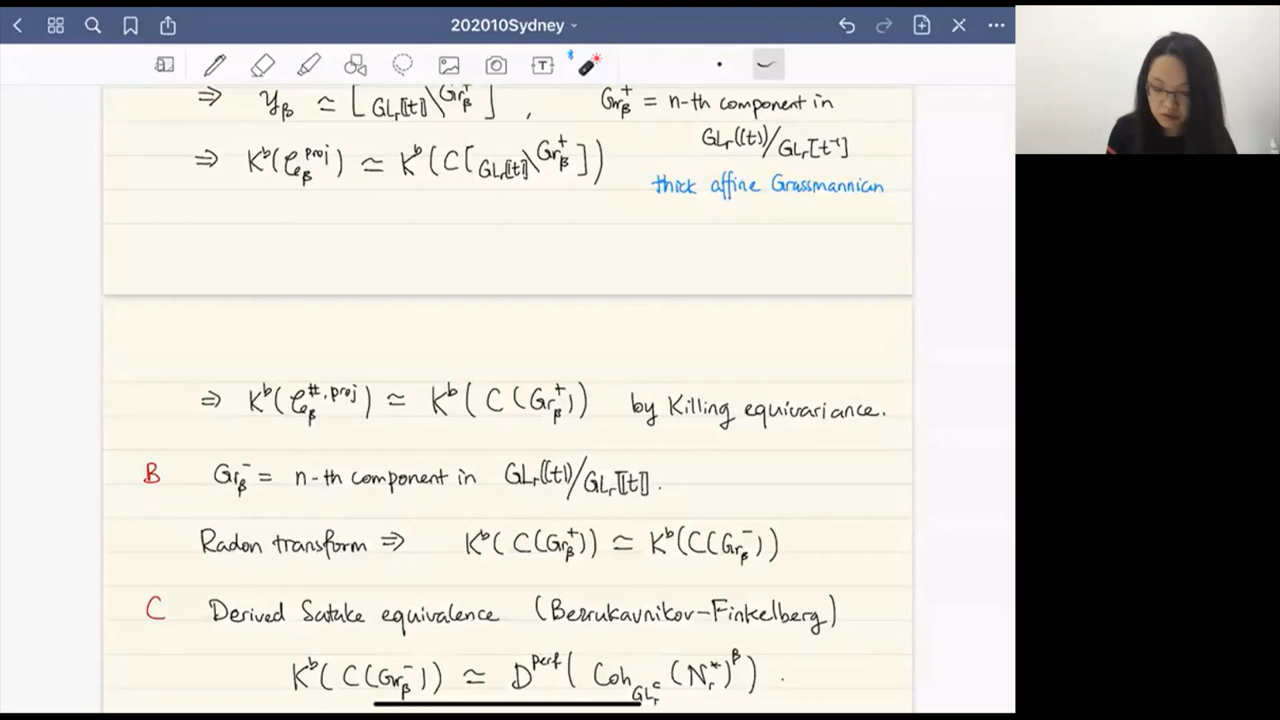 202010Sydney
⇒ 𝒴_β ≃ [ GL_r[[t]] \ Gr_β^+ ] , Gr_β^+ = n-th component in
GL_r((t))/GL_r[t^{-1}]
⇒ K^b(𝒞_β^{proj}) ≃ K^b(C[ GL_r[[t]] \ Gr_β^+ ])
thick affine Grassmannian
⇒ K^b(𝒞_β^{#,proj}) ≃ K^b(C(Gr_β^+)) by Killing equivariance.
B Gr_β^- = n-th component in GL_r((t))/GL_r[[t]].
Radon transform ⇒ K^b(C(Gr_β^+)) ≃ K^b(C(Gr_β^-))
C Derived Satake equivalence (Bezrukavnikov-Finkelberg)
K^b(C(Gr_β^-)) ≃ D^{perf}( Coh_{GL_r^c}(N_r^*)^β ) .